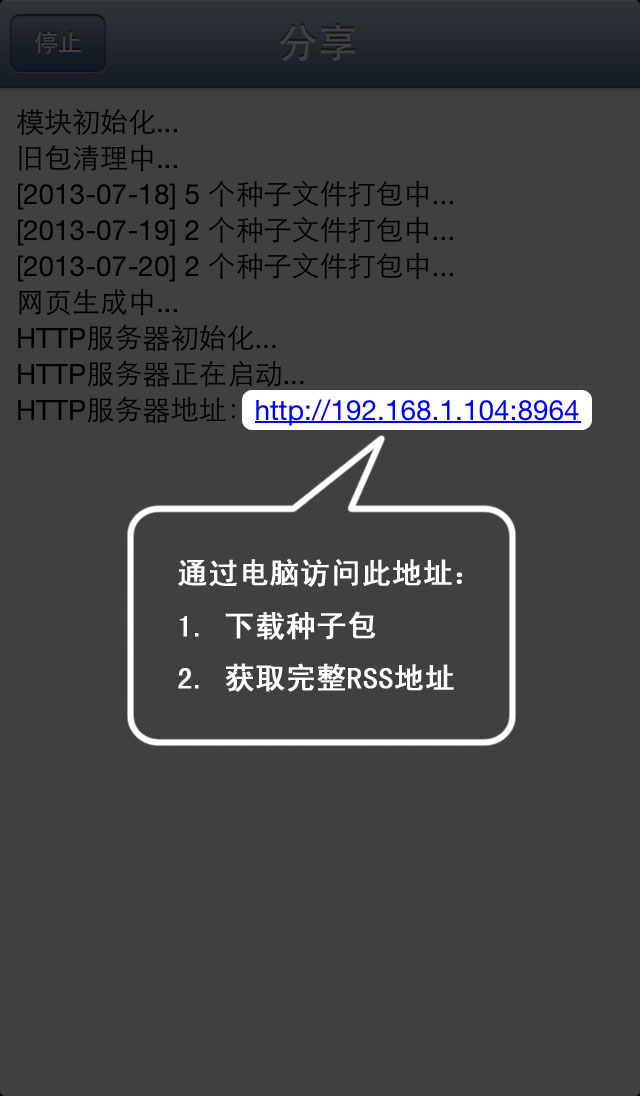 停止
分享
模块初始化...
旧包清理中...
[2013-07-18] 5 个种子文件打包中...
[2013-07-19] 2 个种子文件打包中...
[2013-07-20] 2 个种子文件打包中...
网页生成中...
HTTP服务器初始化...
HTTP服务器正在启动...
HTTP服务器地址：http://192.168.1.104:8964
通过电脑访问此地址：
1. 下载种子包
2. 获取完整RSS地址